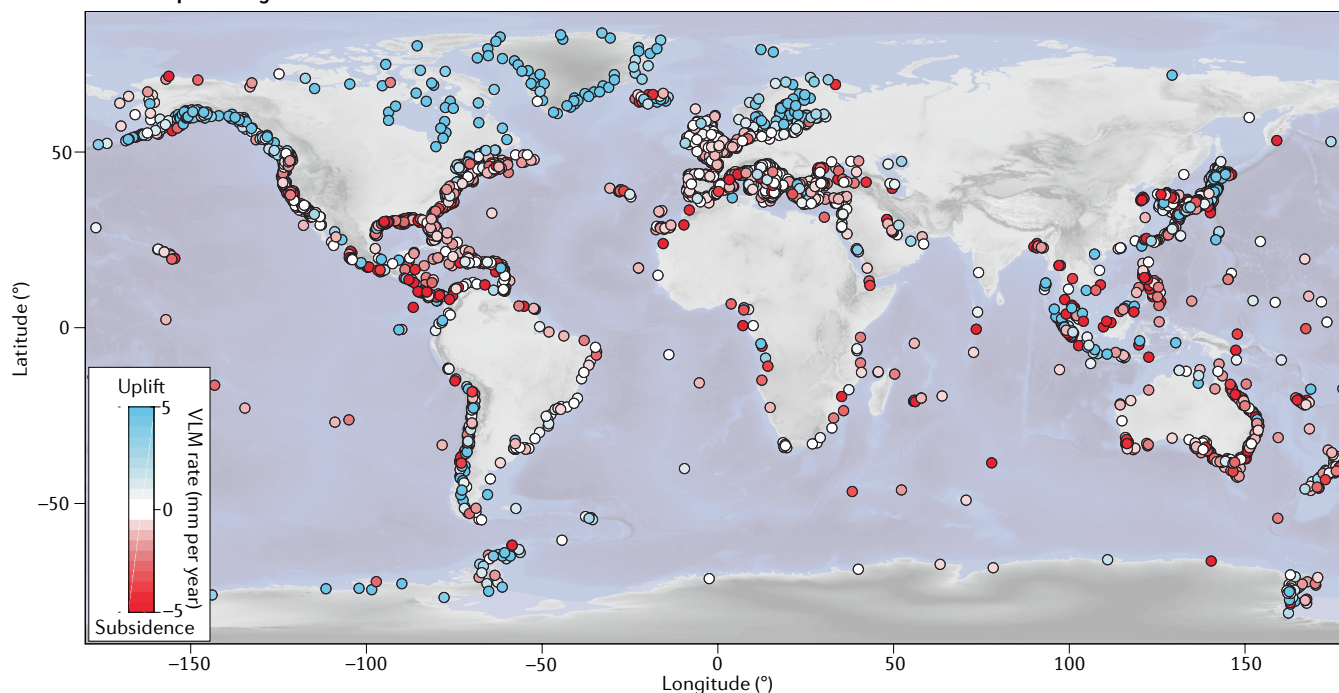 50
0
−50
Latitude (°)
Uplift
5
0
−5
VLM rate (mm per year)
Subsidence
−150
−100
−50
0
50
100
150
Longitude (°)